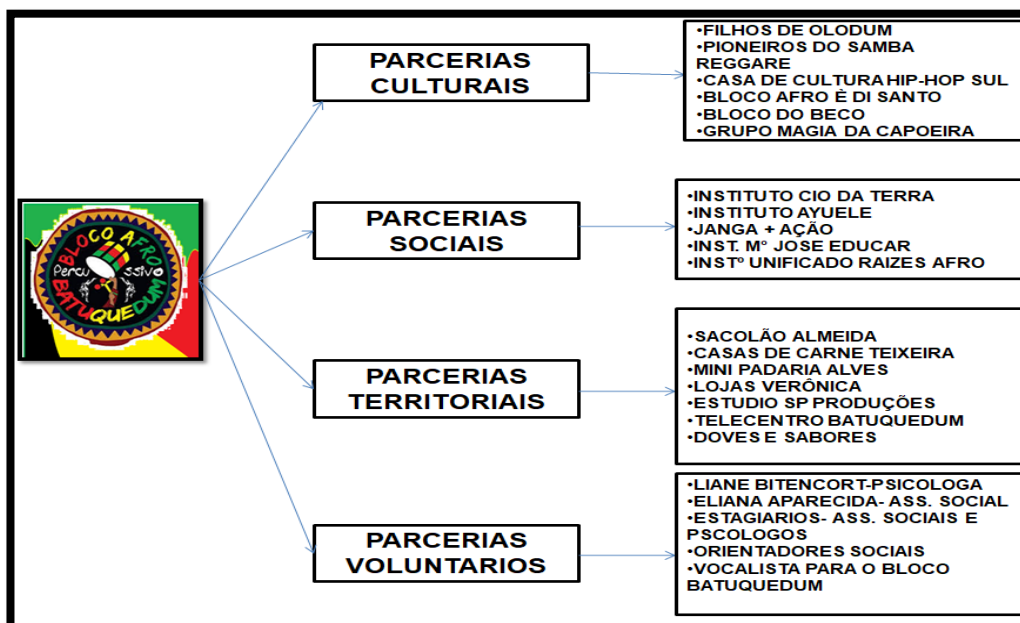 BLOCO AFRO
Percussivo
BATUQUEDUM
PARCERIAS
CULTURAIS
•FILHOS DE OLODUM
•PIONEIROS DO SAMBA
REGGARE
•CASA DE CULTURA HIP-HOP SUL
•BLOCO AFRO È DI SANTO
•BLOCO DO BECO
•GRUPO MAGIA DA CAPOEIRA
PARCERIAS
SOCIAIS
•INSTITUTO CIO DA TERRA
•INSTITUTO AYUELE
•JANGA + AÇÃO
•INST. M° JOSE EDUCAR
•INST° UNIFICADO RAIZES AFRO
PARCERIAS
TERRITORIAIS
•SACOLÃO ALMEIDA
•CASAS DE CARNE TEIXEIRA
•MINI PADARIA ALVES
•LOJAS VERÔNICA
•ESTUDIO SP PRODUÇÕES
•TELECENTRO BATUQUEDUM
•DOVES E SABORES
PARCERIAS
VOLUNTARIOS
•LIANE BITENCORT-PSICOLOGA
•ELIANA APARECIDA- ASS. SOCIAL
•ESTAGIARIOS- ASS. SOCIAIS E
PSCOLOGOS
•ORIENTADORES SOCIAIS
•VOCALISTA PARA O BLOCO
BATUQUEDUM